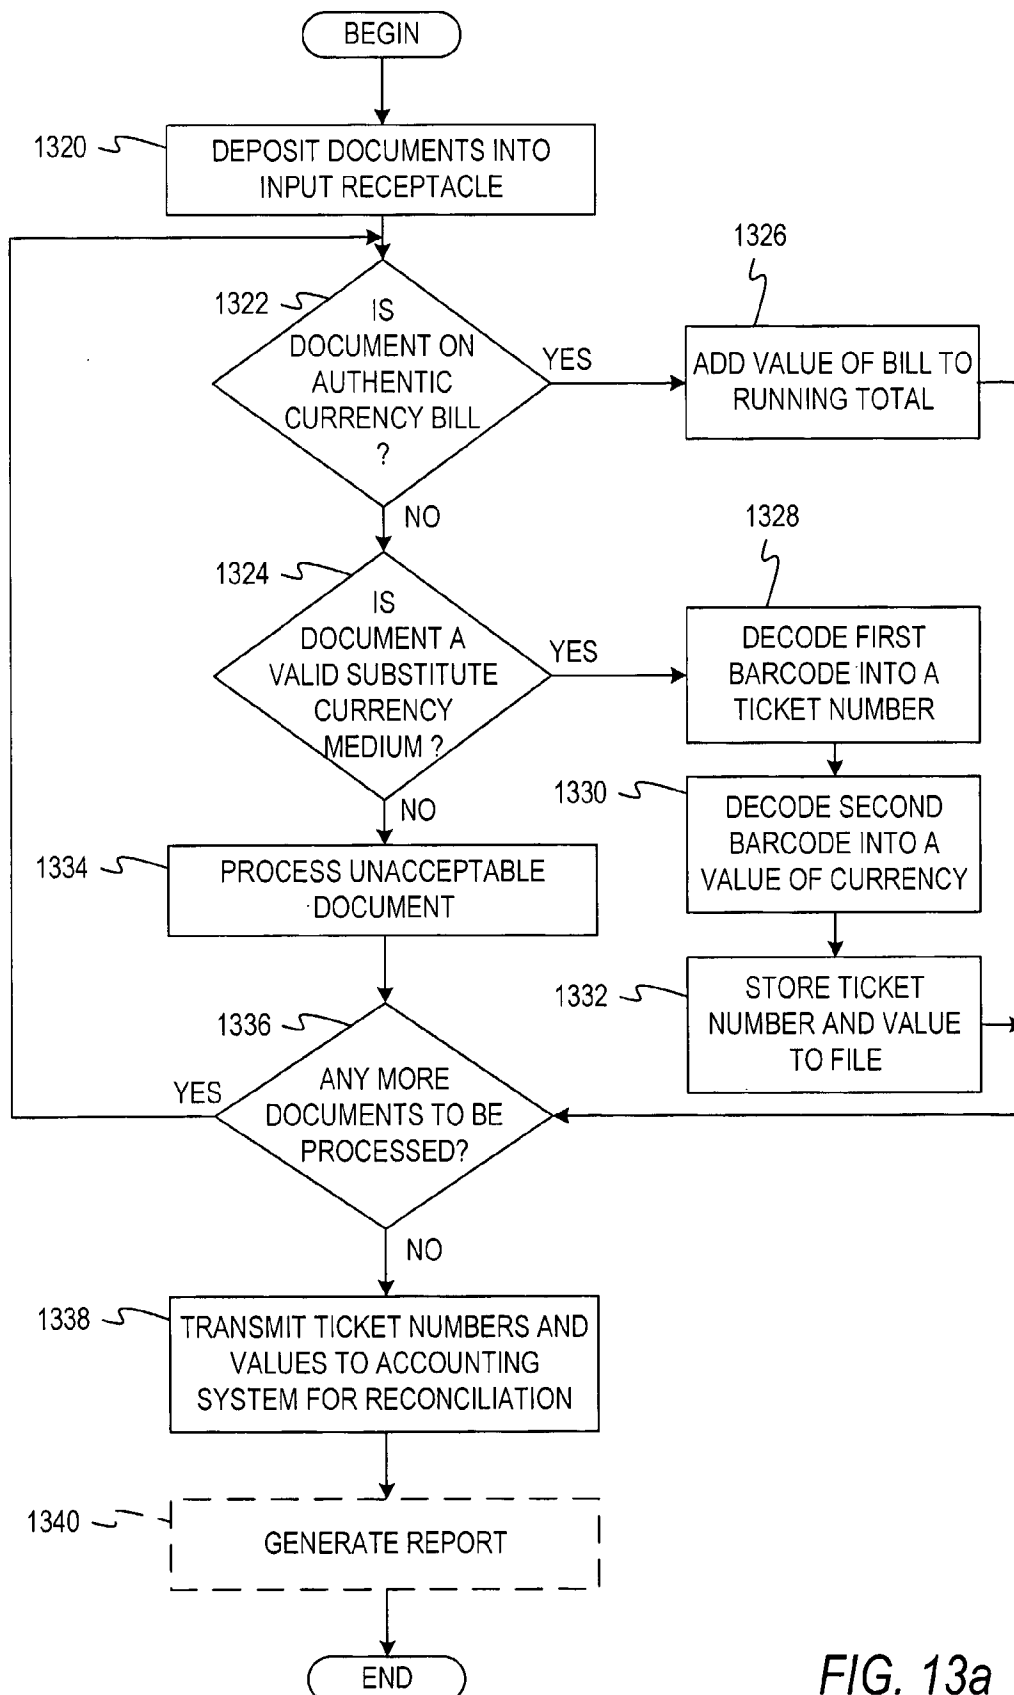 BEGIN
1320
DEPOSIT DOCUMENTS INTO
INPUT RECEPTACLE
1326
1322
IS
DOCUMENT ON
AUTHENTIC
CURRENCY BILL
?
YES
ADD VALUE OF BILL TO
RUNNING TOTAL
NO
1328
1324
IS
DOCUMENT A
VALID SUBSTITUTE
CURRENCY
MEDIUM ?
YES
DECODE FIRST
BARCODE INTO A
TICKET NUMBER
NO
1330
DECODE SECOND
BARCODE INTO A
VALUE OF CURRENCY
1334
PROCESS UNACCEPTABLE
DOCUMENT
1332
STORE TICKET
NUMBER AND VALUE
TO FILE
1336
YES
ANY MORE
DOCUMENTS TO BE
PROCESSED?
NO
1338
TRANSMIT TICKET NUMBERS AND
VALUES TO ACCOUNTING
SYSTEM FOR RECONCILIATION
1340
GENERATE REPORT
END
FIG. 13a